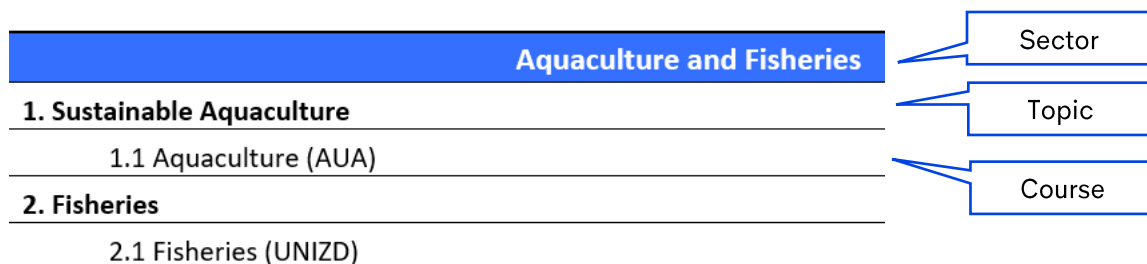 Sector
Aquaculture and Fisheries
1. Sustainable Aquaculture
Topic
1.1 Aquaculture (AUA)
Course
2. Fisheries
2.1 Fisheries (UNIZD)